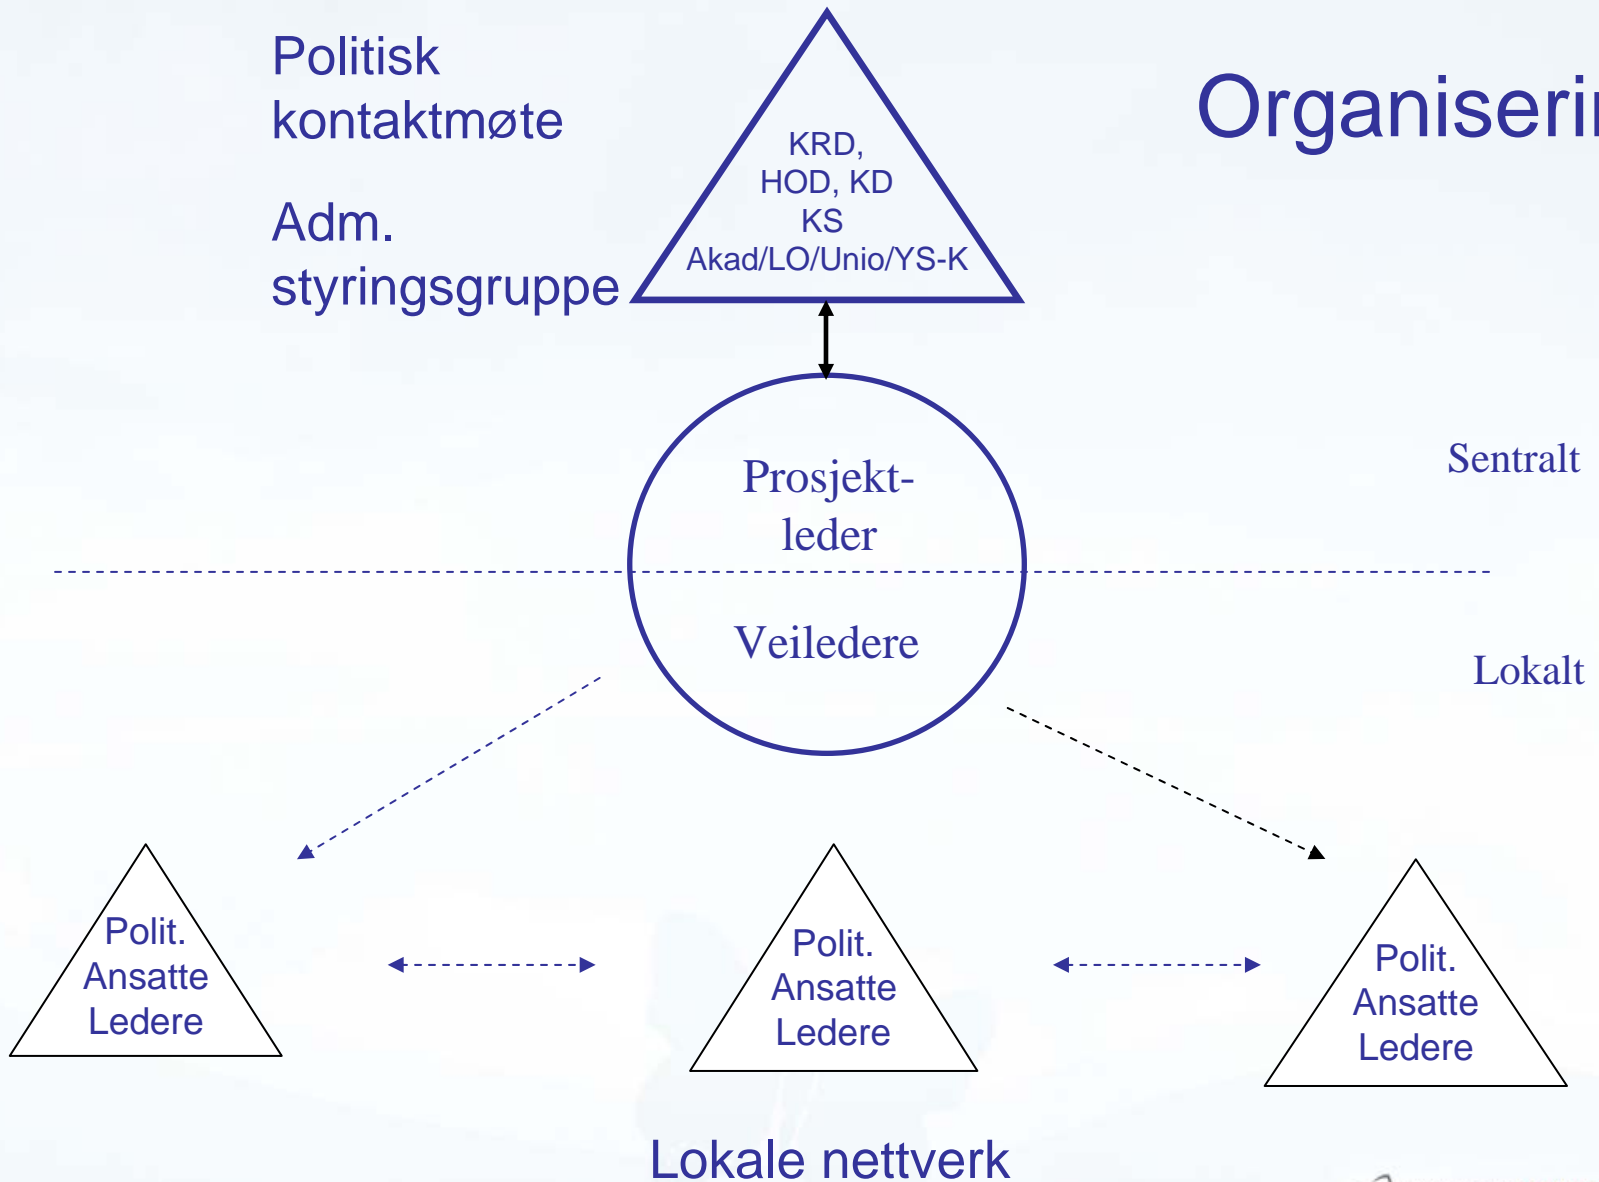 Politisk
kontaktmøte
Adm.
styringsgruppe
Organiserin
KRD,
HOD, KD
KS
Akad/LO/Unio/YS-K
Sentralt
Prosjekt-
leder
Veiledere
Lokalt
Polit.
Ansatte
Ledere
Polit.
Ansatte
Ledere
Polit.
Ansatte
Ledere
Lokale nettverk